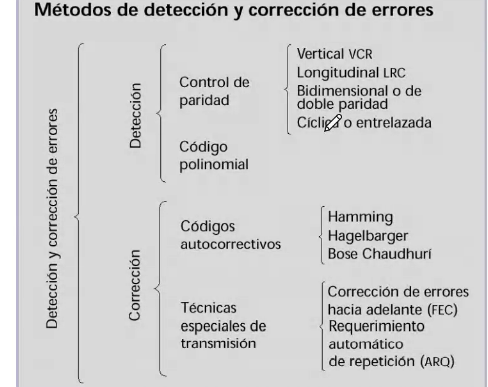 Métodos de detección y corrección de errores
Detección y corrección de errores
Detección
Control de
paridad
Vertical VCR
Longitudinal LRC
Bidimensional o de
doble paridad
Cíclica o entrelazada
Código
polinomial
Corrección
Códigos
autocorrectivos
Hamming
Hagelbarger
Bose Chaudhurí
Técnicas
especiales de
transmisión
Corrección de errores
hacia adelante (FEC)
Requerimiento
automático
de repetición (ARQ)